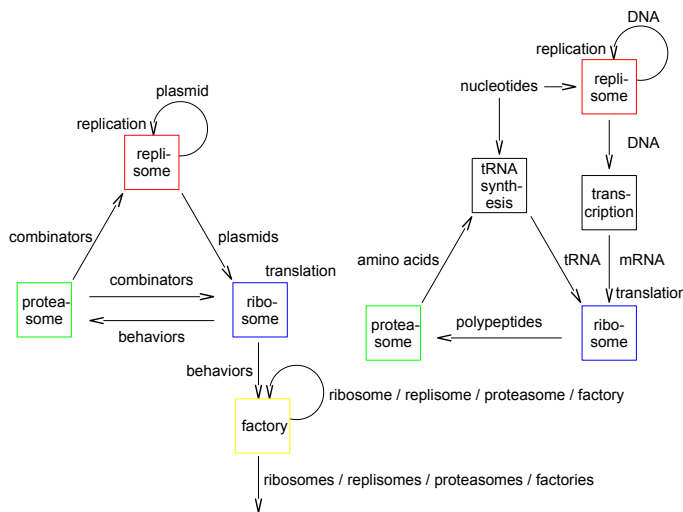 plasmid
replication
repli-
some
combinators
plasmids
translation
combinators
protea-
some
ribo-
some
behaviors
behaviors
factory
ribosome / replisome / proteasome / factory
ribosomes / replisomes / proteasomes / factories
DNA
replication
repli-
some
nucleotides
DNA
tRNA
synth-
esis
trans-
cription
amino acids
tRNA
mRNA
translation
protea-
some
polypeptides
ribo-
some